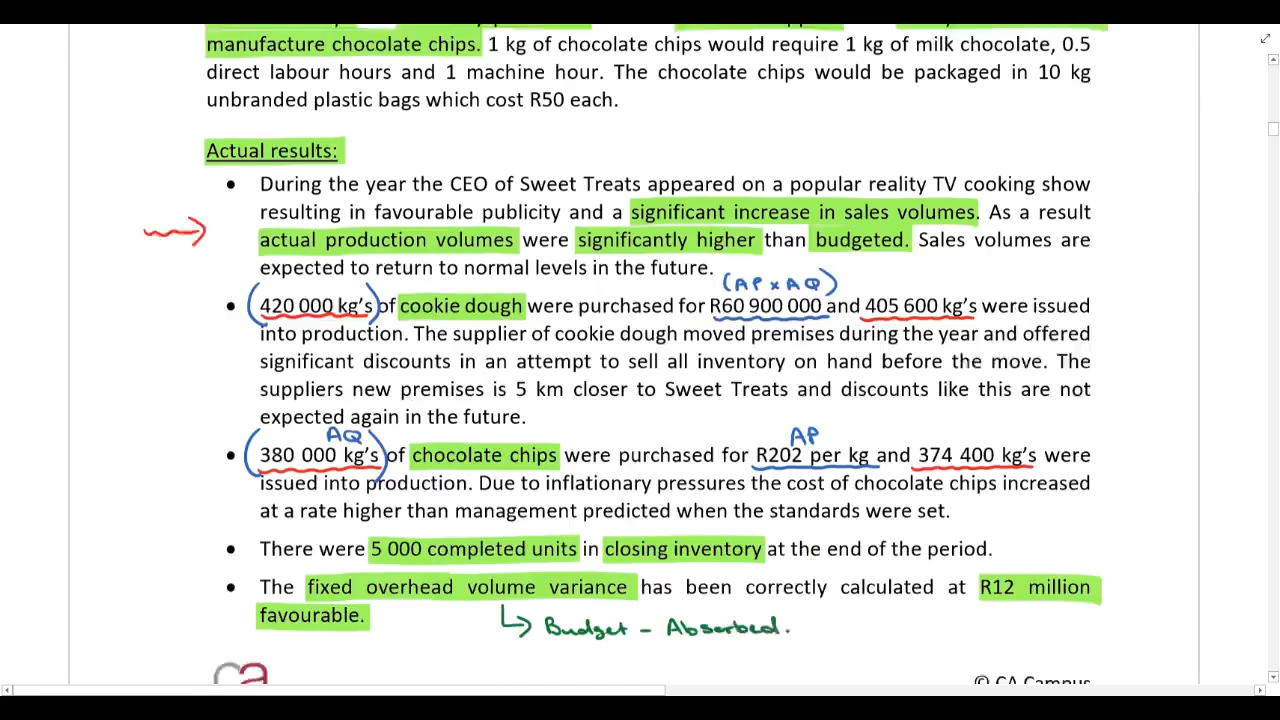 manufacture chocolate chips. 1 kg of chocolate chips would require 1 kg of milk chocolate, 0.5
direct labour hours and 1 machine hour. The chocolate chips would be packaged in 10 kg
unbranded plastic bags which cost R50 each.
Actual results:
• During the year the CEO of Sweet Treats appeared on a popular reality TV cooking show
resulting in favourable publicity and a significant increase in sales volumes. As a result
actual production volumes were significantly higher than budgeted. Sales volumes are
expected to return to normal levels in the future.
(AP x AQ)
• 420 000 kg's of cookie dough were purchased for R60 900 000 and 405 600 kg's were issued
into production. The supplier of cookie dough moved premises during the year and offered
significant discounts in an attempt to sell all inventory on hand before the move. The
suppliers new premises is 5 km closer to Sweet Treats and discounts like this are not
expected again in the future.
AQ AP
• 380 000 kg's of chocolate chips were purchased for R202 per kg and 374 400 kg's were
issued into production. Due to inflationary pressures the cost of chocolate chips increased
at a rate higher than management predicted when the standards were set.
• There were 5 000 completed units in closing inventory at the end of the period.
• The fixed overhead volume variance has been correctly calculated at R12 million
favourable.
Budget - Absorbed.
ca
© CA Campus